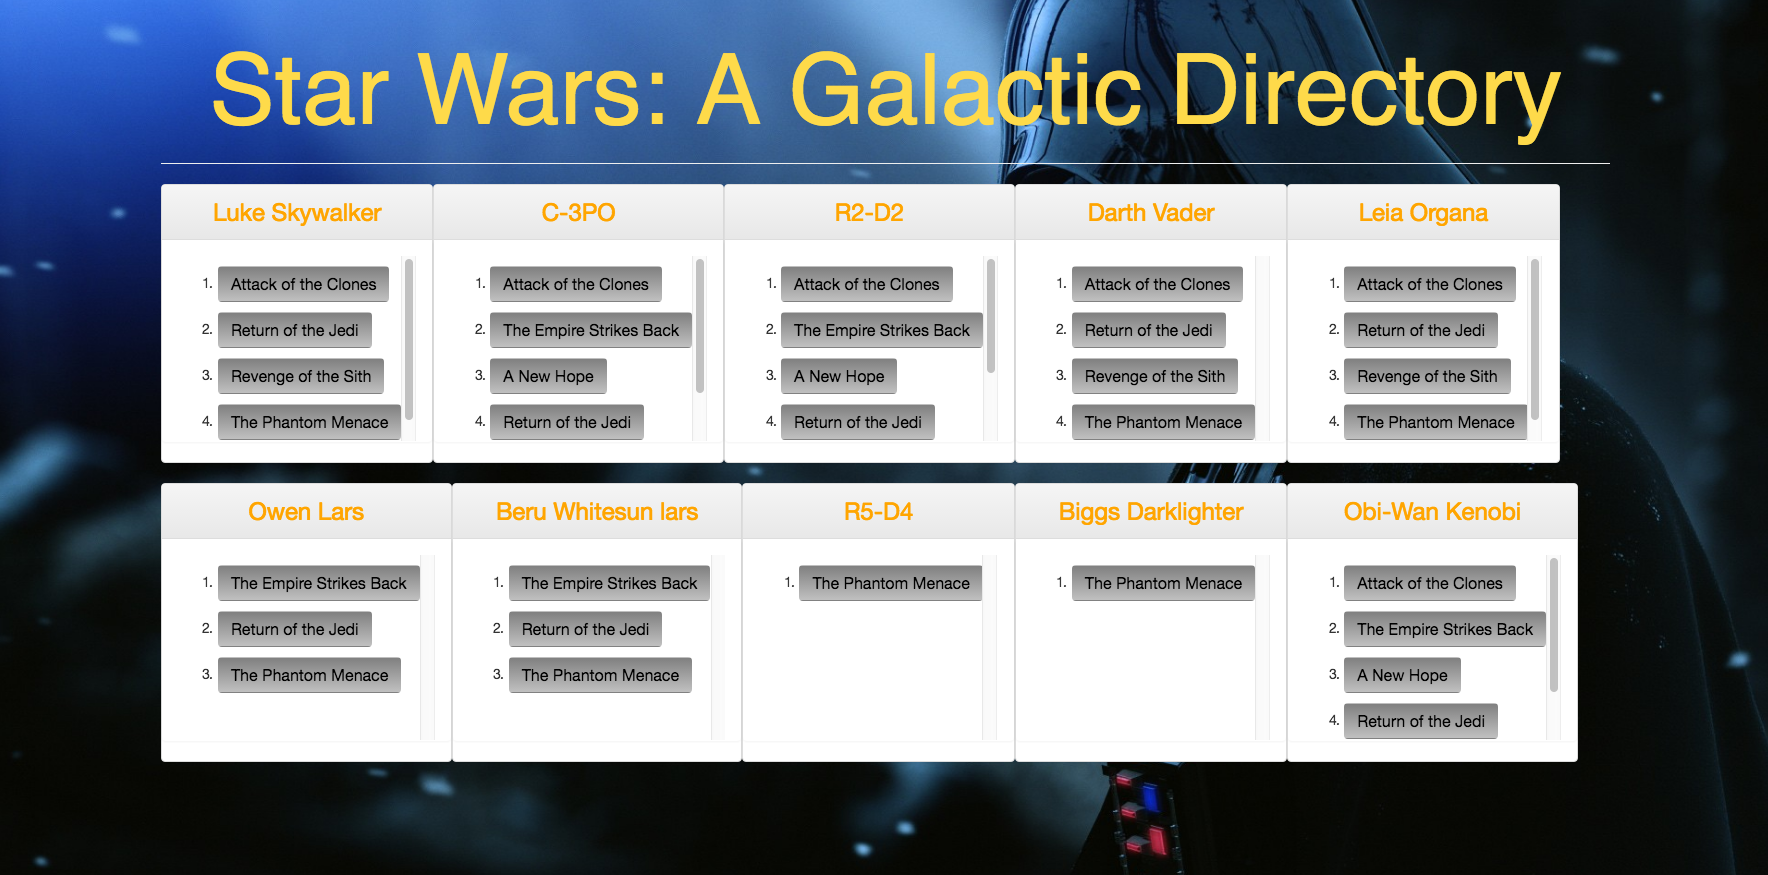 Star Wars: A Galactic Directory
Luke Skywalker
1. Attack of the Clones
2. Return of the Jedi
3. Revenge of the Sith
4. The Phantom Menace
C-3PO
1. Attack of the Clones
2. The Empire Strikes Back
3. A New Hope
4. Return of the Jedi
R2-D2
1. Attack of the Clones
2. The Empire Strikes Back
3. A New Hope
4. Return of the Jedi
Darth Vader
1. Attack of the Clones
2. Return of the Jedi
3. Revenge of the Sith
4. The Phantom Menace
Leia Organa
1. Attack of the Clones
2. Return of the Jedi
3. Revenge of the Sith
4. The Phantom Menace
Owen Lars
1. The Empire Strikes Back
2. Return of the Jedi
3. The Phantom Menace
Beru Whitesun lars
1. The Empire Strikes Back
2. Return of the Jedi
3. The Phantom Menace
R5-D4
1. The Phantom Menace
Biggs Darklighter
1. The Phantom Menace
Obi-Wan Kenobi
1. Attack of the Clones
2. The Empire Strikes Back
3. A New Hope
4. Return of the Jedi